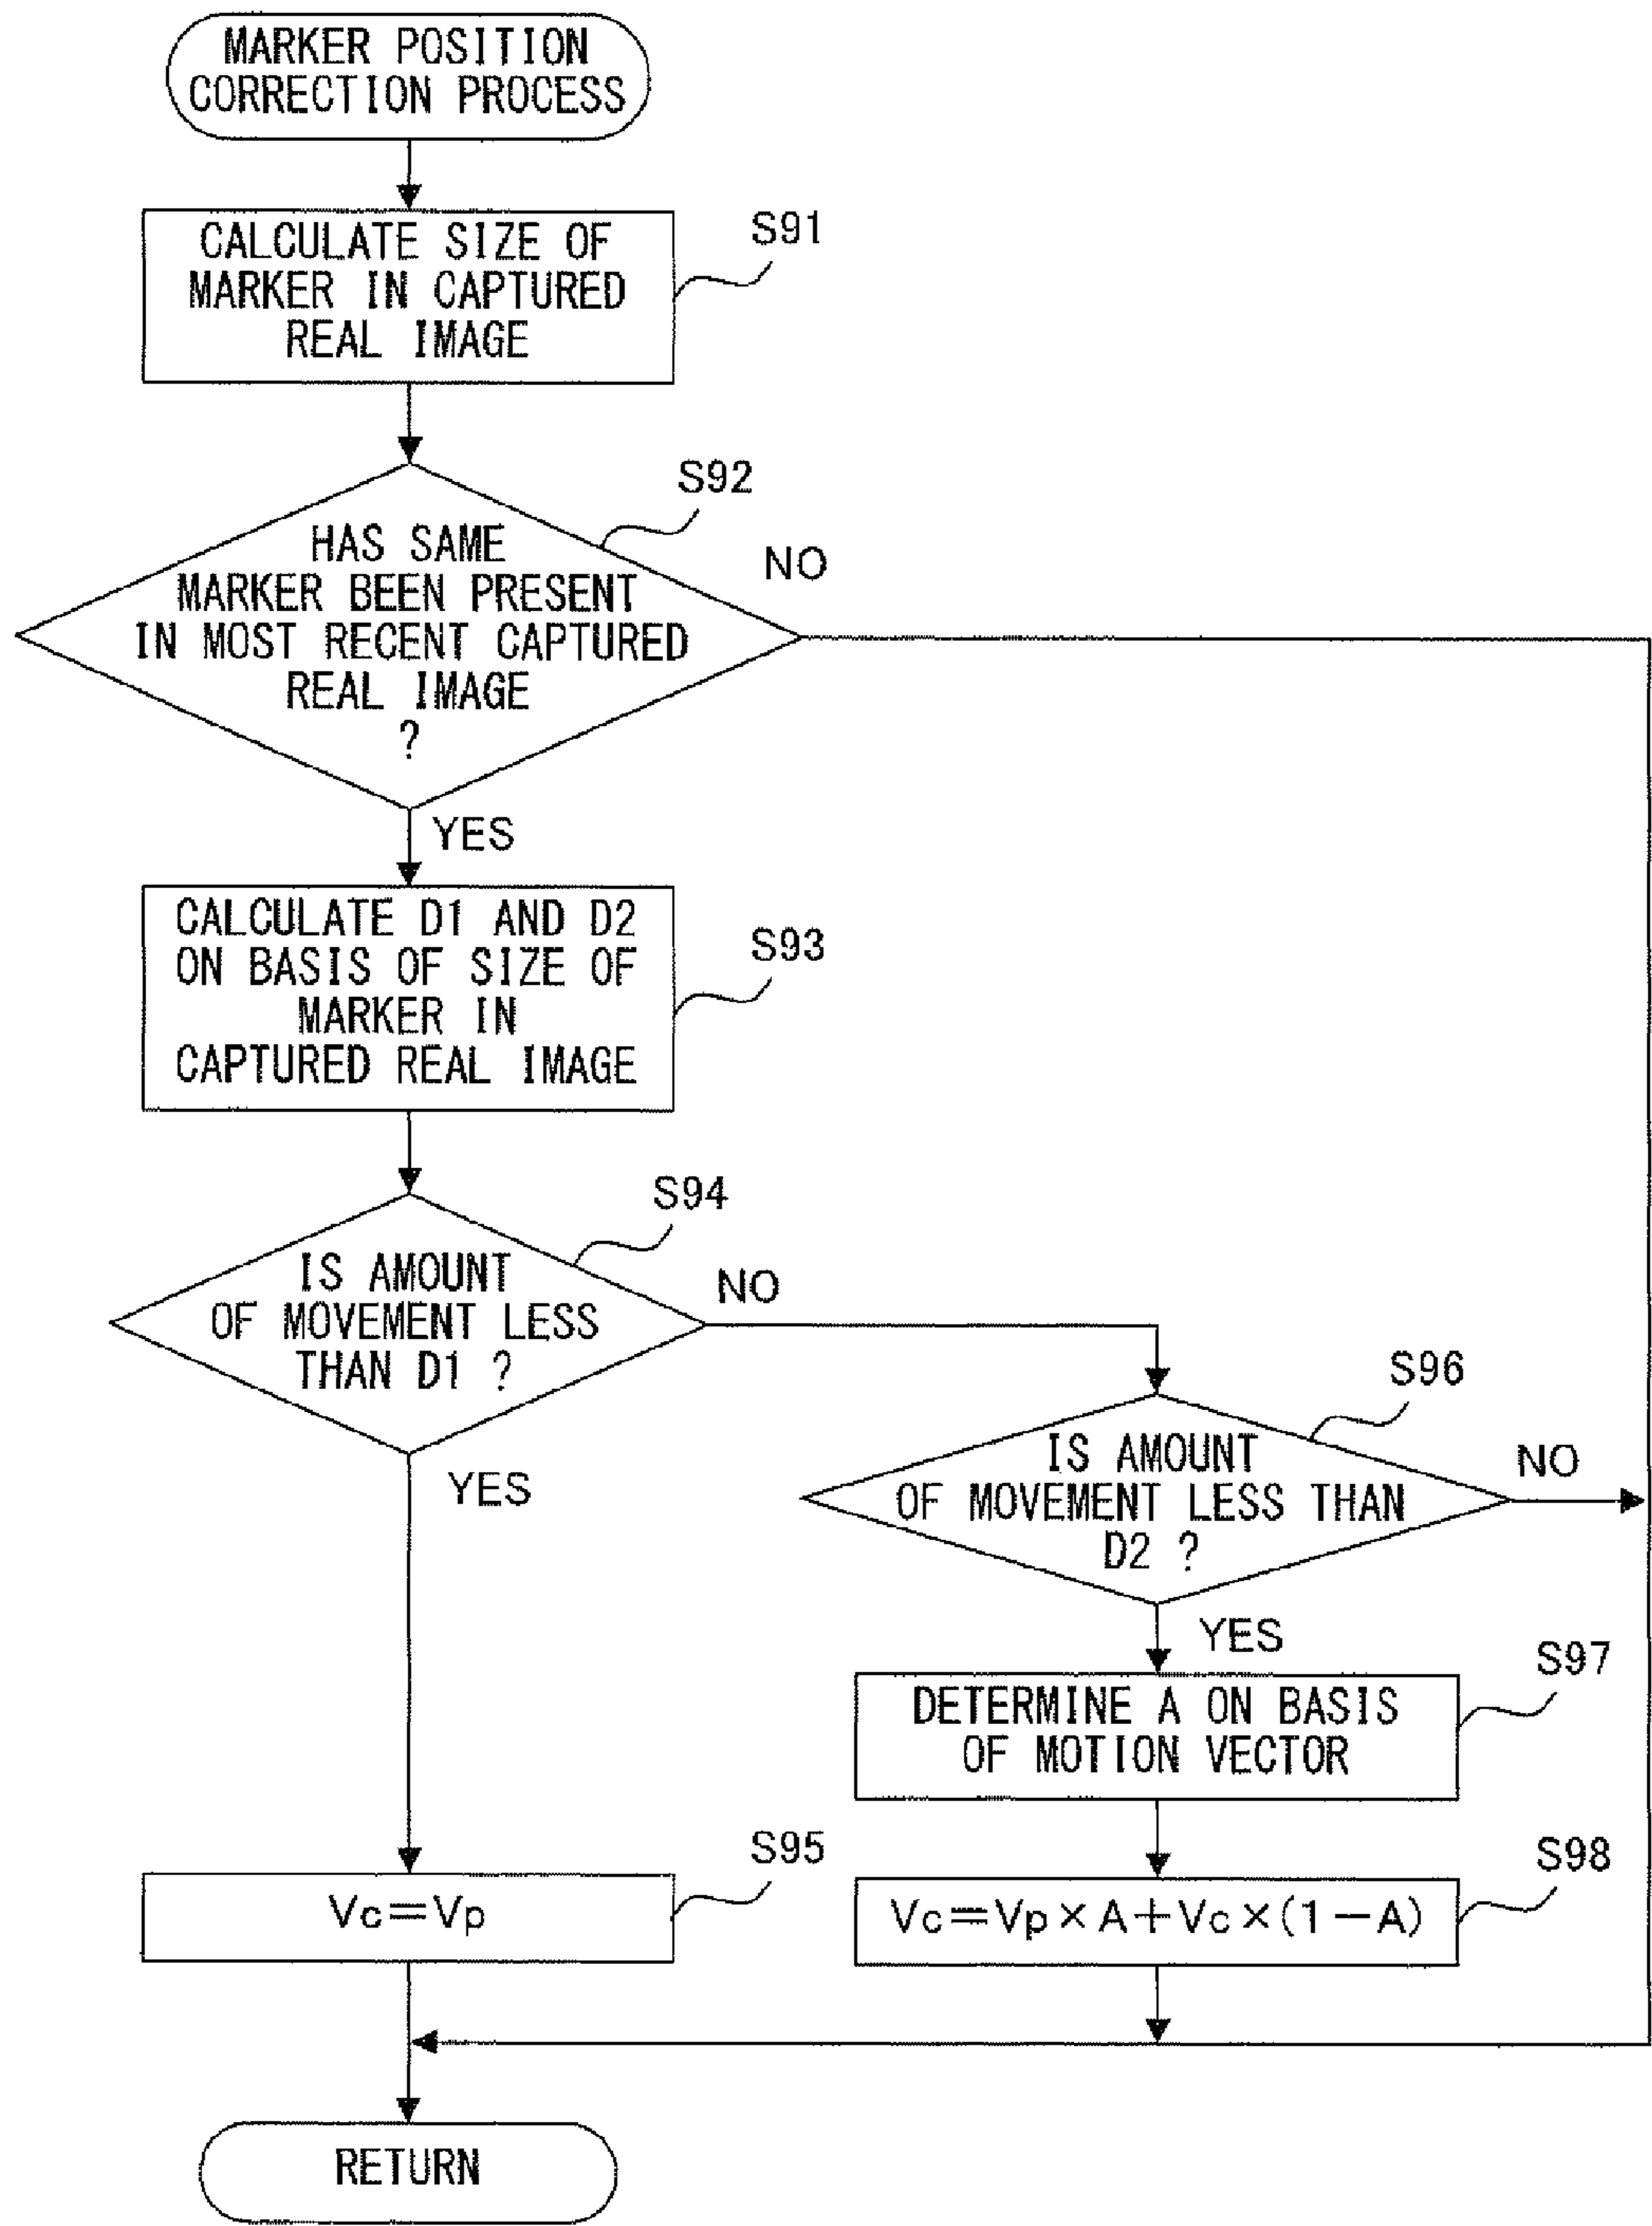 MARKER POSITION
CORRECTION PROCESS
CALCULATE SIZE OF
MARKER IN CAPTURED
REAL IMAGE
S91
HAS SAME
MARKER BEEN PRESENT
IN MOST RECENT CAPTURED
REAL IMAGE
?
S92
NO
YES
CALCULATE D1 AND D2
ON BASIS OF SIZE OF
MARKER IN
CAPTURED REAL IMAGE
S93
IS AMOUNT
OF MOVEMENT LESS
THAN D1 ?
S94
NO
YES
IS AMOUNT
OF MOVEMENT LESS THAN
D2 ?
S96
NO
YES
DETERMINE A ON BASIS
OF MOTION VECTOR
S97
Vc=Vp
S95
Vc=Vp×A+Vc×(1-A)
S98
RETURN